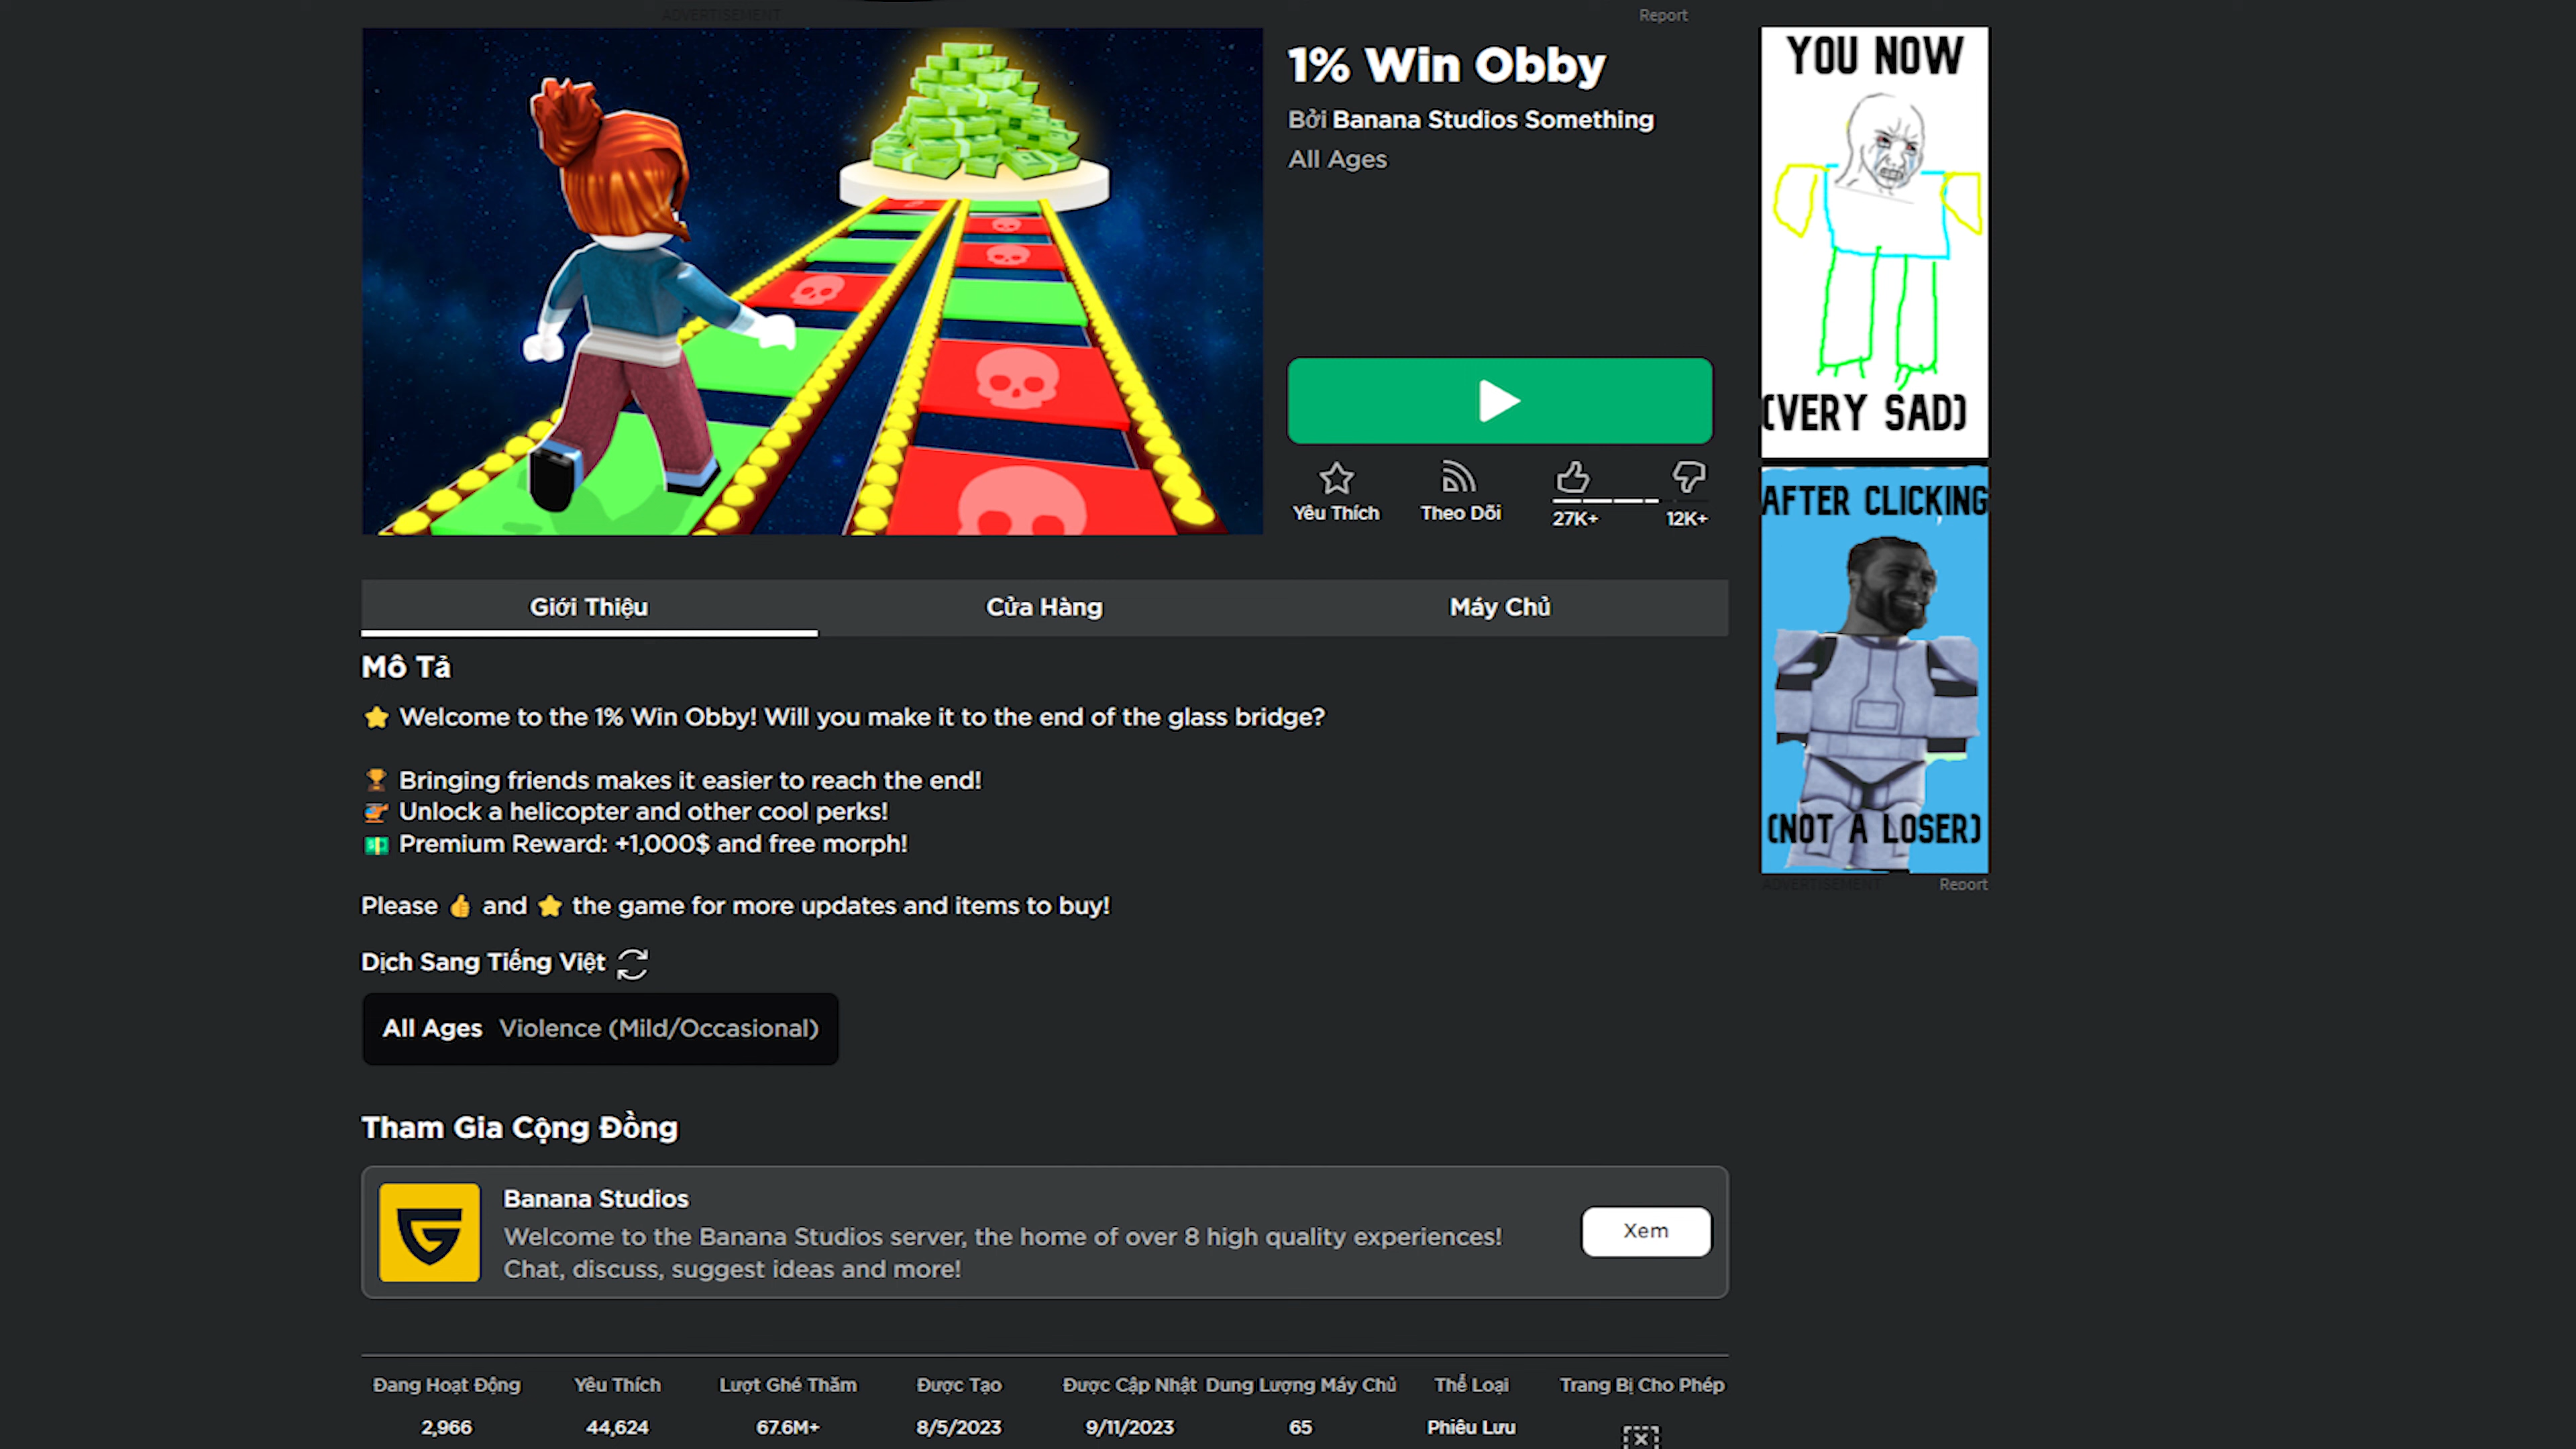 ADVERTISEMENT
Report
1% Win Obby
Bởi Banana Studios Something
All Ages
Yêu Thích
Theo Dõi
27K+
12K+
YOU NOW
(VERY SAD)
AFTER CLICKING
(NOT A LOSER)
ADVERTISEMENT
Report
Giới Thiệu
Cửa Hàng
Máy Chủ
Mô Tả
⭐ Welcome to the 1% Win Obby! Will you make it to the end of the glass bridge?
🏆 Bringing friends makes it easier to reach the end!
🚁 Unlock a helicopter and other cool perks!
💵 Premium Reward: +1,000$ and free morph!
Please 👍 and ⭐ the game for more updates and items to buy!
Dịch Sang Tiếng Việt
All Ages Violence (Mild/Occasional)
Tham Gia Cộng Đồng
Banana Studios
Welcome to the Banana Studios server, the home of over 8 high quality experiences!
Chat, discuss, suggest ideas and more!
Xem
Đang Hoạt Động Yêu Thích Lượt Ghé Thăm Được Tạo Được Cập Nhật Dung Lượng Máy Chủ Thể Loại Trang Bị Cho Phép
2,966 44,624 67.6M+ 8/5/2023 9/11/2023 65 Phiêu Lưu